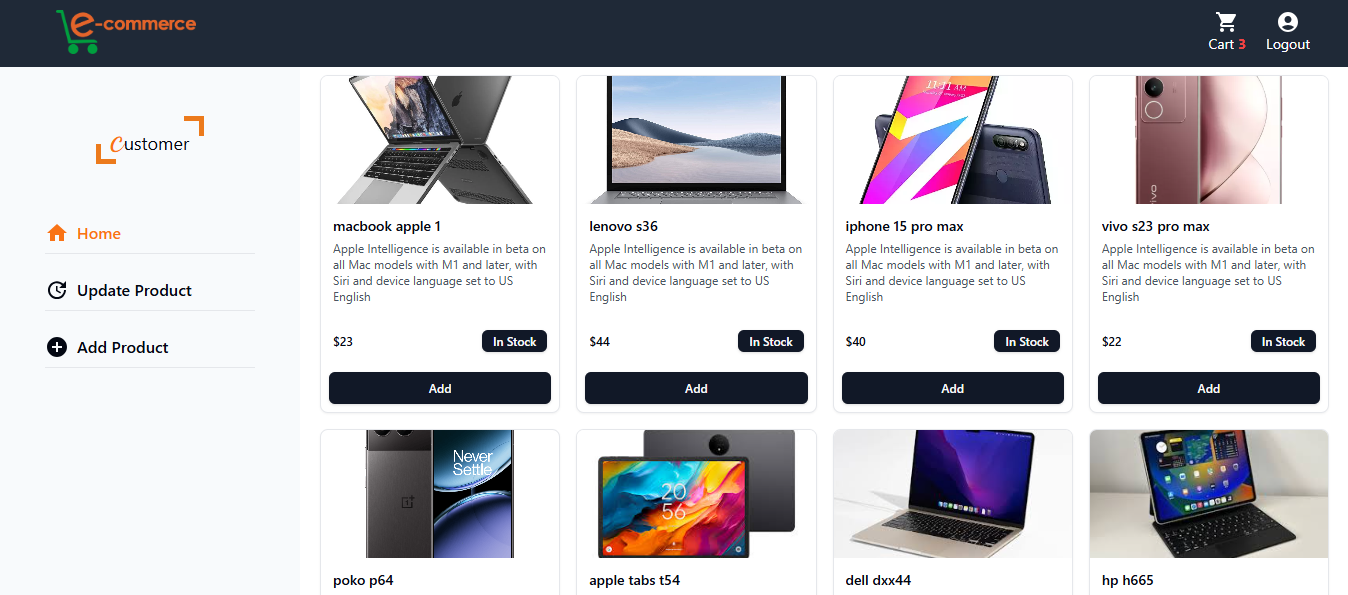 e-commerce
Cart 3
Logout
Customer
Home
Update Product
Add Product
macbook apple 1
Apple Intelligence is available in beta on
all Mac models with M1 and later, with
Siri and device language set to US
English
$23
In Stock
Add
lenovo s36
Apple Intelligence is available in beta on
all Mac models with M1 and later, with
Siri and device language set to US
English
$44
In Stock
Add
iphone 15 pro max
Apple Intelligence is available in beta on
all Mac models with M1 and later, with
Siri and device language set to US
English
$40
In Stock
Add
vivo
vivo s23 pro max
Apple Intelligence is available in beta on
all Mac models with M1 and later, with
Siri and device language set to US
English
$22
In Stock
Add
Never
Settle
poko p64
20
56
apple tabs t54
dell dxx44
hp h665